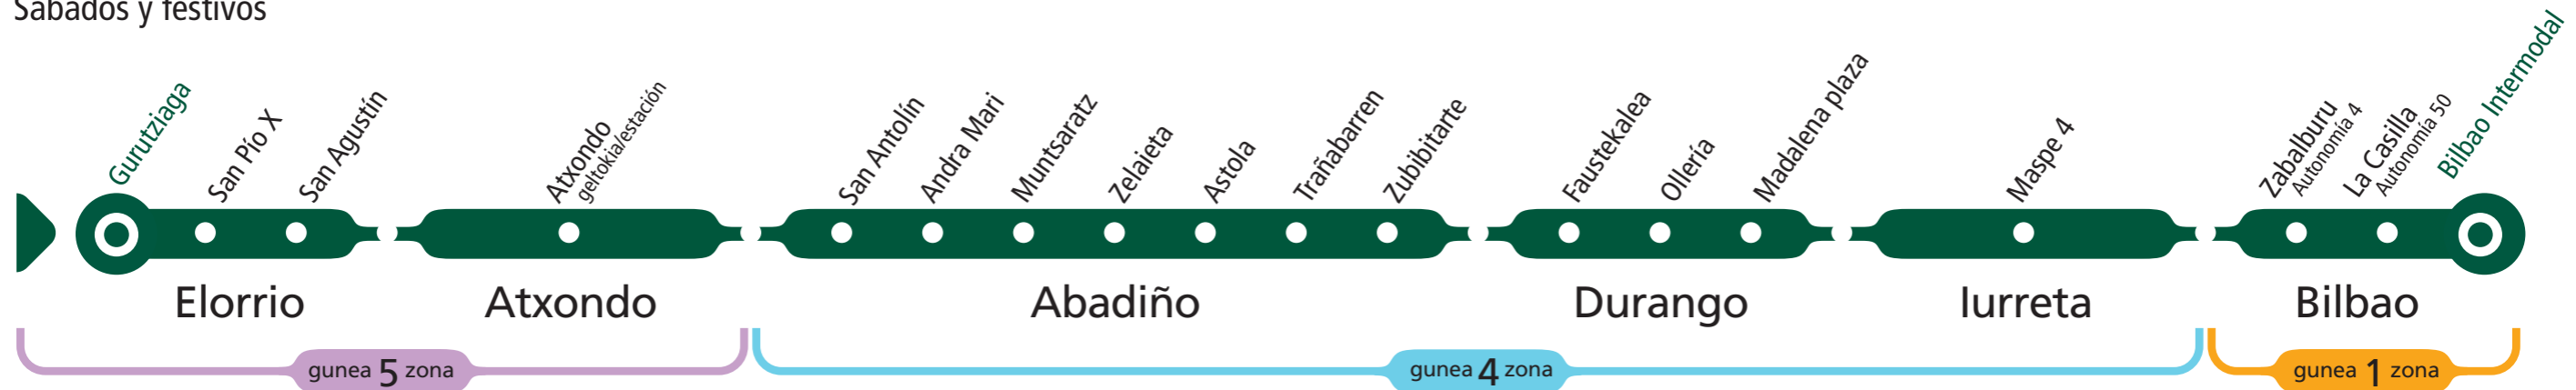 Sábados y festivos
Gurutziaga
San Pío X
San Agustín
Atxondo
geltokia/estación
San Antolín
Andra Mari
Muntsaratz
Zelaieta
Astola
Trañabarren
Zubibitarte
Faustekalea
Ollería
Madalena plaza
Maspe 4
Zabalburu
Autonomía 4
La Casilla
Autonomía 50
Bilbao Intermodal
Elorrio
Atxondo
Abadiño
Durango
Iurreta
Bilbao
gunea 5 zona
gunea 4 zona
gunea 1 zona